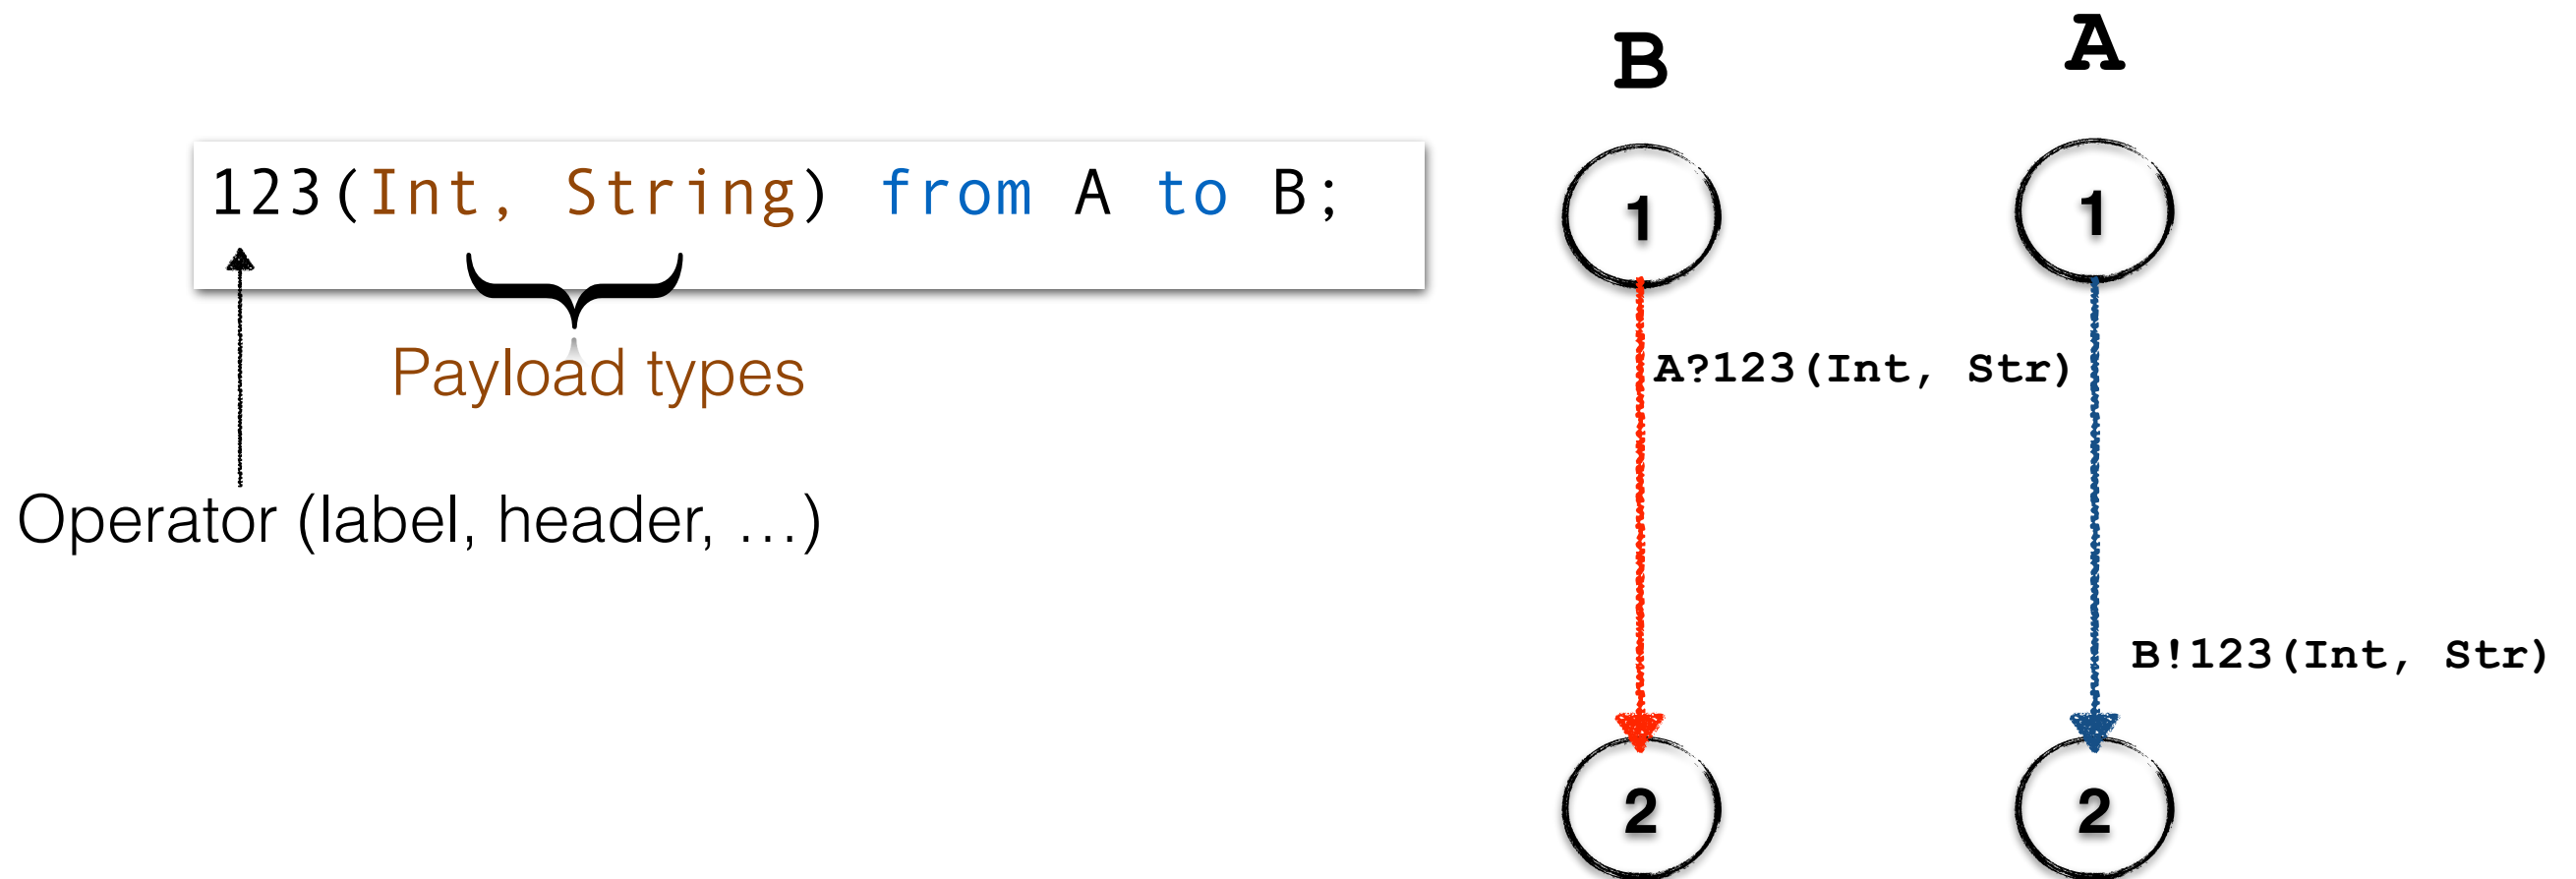 123(Int, String) from A to B;
Payload types
Operator (label, header, …)
B
A
1
1
A?123(Int, Str)
B!123(Int, Str)
2
2